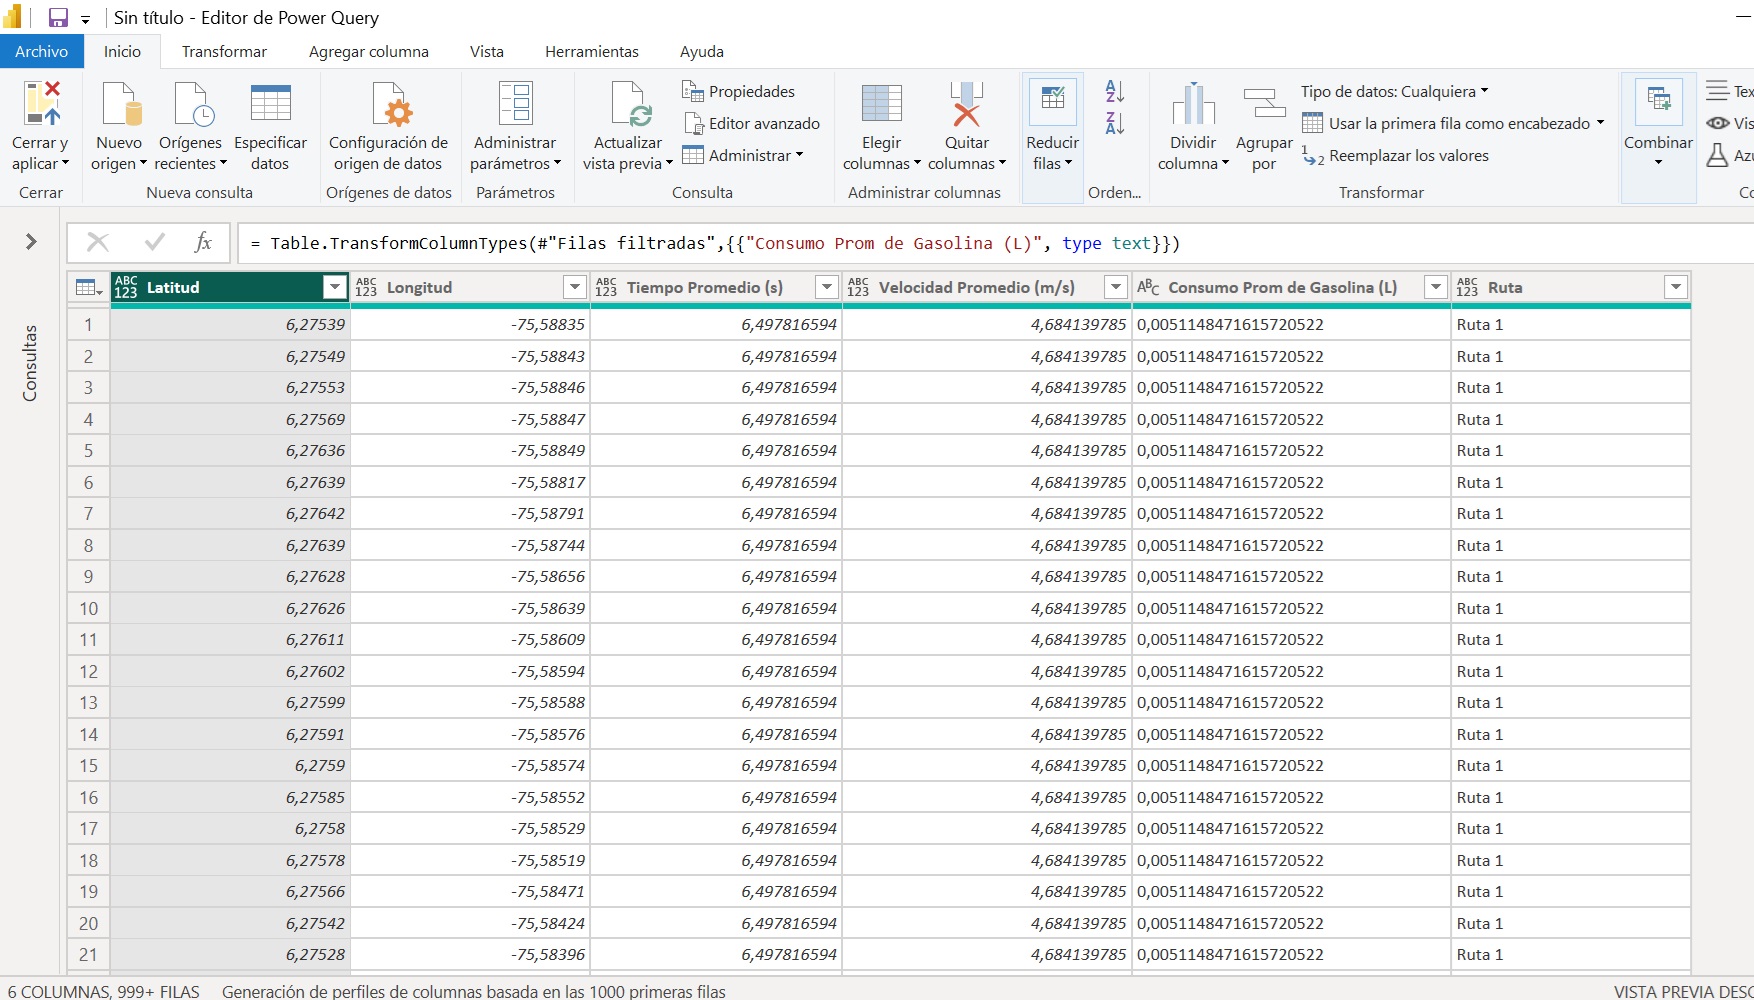 Sin título - Editor de Power Query
Archivo Inicio Transformar Agregar columna Vista Herramientas Ayuda
Cerrar y aplicar
Nuevo origen
Orígenes recientes
Especificar datos
Configuración de origen de datos
Administrar parámetros
Actualizar vista previa
Propiedades
Editor avanzado
Administrar
Elegir columnas
Quitar columnas
Reducir filas
Dividir columna
Agrupar por
Tipo de datos: Cualquiera
Usar la primera fila como encabezado
Reemplazar los valores
Combinar
Cerrar Nueva consulta Orígenes de datos Parámetros Consulta Administrar columnas Orden... Transformar
fx = Table.TransformColumnTypes(#"Filas filtradas",{{"Consumo Prom de Gasolina (L)", type text}})
Consultas
ABC 123 Latitud ABC 123 Longitud ABC 123 Tiempo Promedio (s) ABC 123 Velocidad Promedio (m/s) ABC Consumo Prom de Gasolina (L) ABC 123 Ruta
1 6,27539 -75,58835 6,497816594 4,684139785 0,0051148471615720522 Ruta 1
2 6,27549 -75,58843 6,497816594 4,684139785 0,0051148471615720522 Ruta 1
3 6,27553 -75,58846 6,497816594 4,684139785 0,0051148471615720522 Ruta 1
4 6,27569 -75,58847 6,497816594 4,684139785 0,0051148471615720522 Ruta 1
5 6,27636 -75,58849 6,497816594 4,684139785 0,0051148471615720522 Ruta 1
6 6,27639 -75,58817 6,497816594 4,684139785 0,0051148471615720522 Ruta 1
7 6,27642 -75,58791 6,497816594 4,684139785 0,0051148471615720522 Ruta 1
8 6,27639 -75,58744 6,497816594 4,684139785 0,0051148471615720522 Ruta 1
9 6,27628 -75,58656 6,497816594 4,684139785 0,0051148471615720522 Ruta 1
10 6,27626 -75,58639 6,497816594 4,684139785 0,0051148471615720522 Ruta 1
11 6,27611 -75,58609 6,497816594 4,684139785 0,0051148471615720522 Ruta 1
12 6,27602 -75,58594 6,497816594 4,684139785 0,0051148471615720522 Ruta 1
13 6,27599 -75,58588 6,497816594 4,684139785 0,0051148471615720522 Ruta 1
14 6,27591 -75,58576 6,497816594 4,684139785 0,0051148471615720522 Ruta 1
15 6,2759 -75,58574 6,497816594 4,684139785 0,0051148471615720522 Ruta 1
16 6,27585 -75,58552 6,497816594 4,684139785 0,0051148471615720522 Ruta 1
17 6,2758 -75,58529 6,497816594 4,684139785 0,0051148471615720522 Ruta 1
18 6,27578 -75,58519 6,497816594 4,684139785 0,0051148471615720522 Ruta 1
19 6,27566 -75,58471 6,497816594 4,684139785 0,0051148471615720522 Ruta 1
20 6,27542 -75,58424 6,497816594 4,684139785 0,0051148471615720522 Ruta 1
21 6,27528 -75,58396 6,497816594 4,684139785 0,0051148471615720522 Ruta 1
6 COLUMNAS, 999+ FILAS Generación de perfiles de columnas basada en las 1000 primeras filas VISTA PREVIA